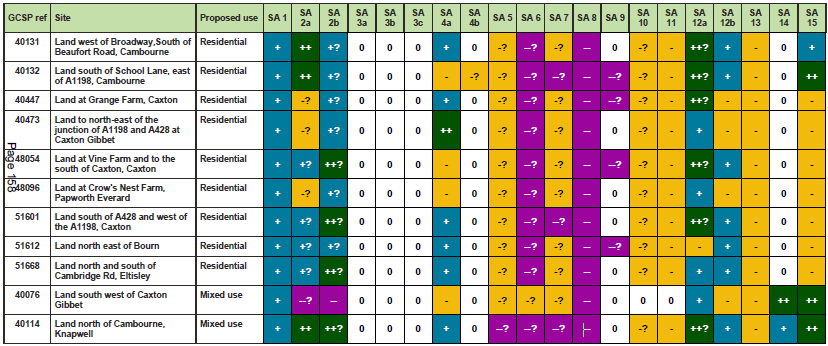 GCSP ref Site Proposed use SA 1 SA 2a SA 2b SA 3a SA 3b SA 3c SA 4a SA 4b SA 5 SA 6 SA 7 SA 8 SA 9 SA 10 SA 11 SA 12a SA 12b SA 13 SA 14 SA 15
40131 Land west of Broadway,South of Residential + ++ +? 0 0 0 + 0 -? --? -? -- 0 -? - ++? + - 0 +
Beaufort Road, Cambourne
40132 Land south of School Lane, east Residential + ++ +? 0 0 0 - -? -? --? --? -- --? -? - ++? + - 0 ++
of A1198, Cambourne
40447 Land at Grange Farm, Caxton Residential + -? +? 0 0 0 + 0 -? --? -? -- --? -? - ++? - - - -
40473 Land to north-east of the Residential + -? +? 0 0 0 ++ 0 -? --? -? -- 0 -? - + - - 0 -
junction of A1198 and A428 at
Caxton Gibbet
48054 Land at Vine Farm and to the Residential + +? ++? 0 0 0 - 0 -? --? -? -- --? -? - ++? + - 0 -
south of Caxton, Caxton
48096 Land at Crow's Nest Farm, Residential + -? +? 0 0 0 - 0 -? --? -? -- 0 -? - + - - 0 -
Papworth Everard
51601 Land south of A428 and west of Residential + +? ++? 0 0 0 + 0 -? --? --? -- 0 -? - ++? + - 0 -
the A1198, Caxton
51612 Land north east of Bourn Residential + +? +? 0 0 0 + 0 -? --? -? -- --? -? - - + - 0 -
51668 Land north and south of Residential + +? ++? 0 0 0 + 0 -? --? -? -- 0 -? - + + - 0 -
Cambridge Rd, Eltisley
40076 Land south west of Caxton Mixed use + --? -- 0 0 0 - 0 -? -? -? -- 0 0 0 + - - ++ ++
Gibbet
40114 Land north of Cambourne, Mixed use + ++ ++? 0 0 0 + 0 --? --? --? -- 0 -? - ++? + - + ++
Knapwell
Page 158